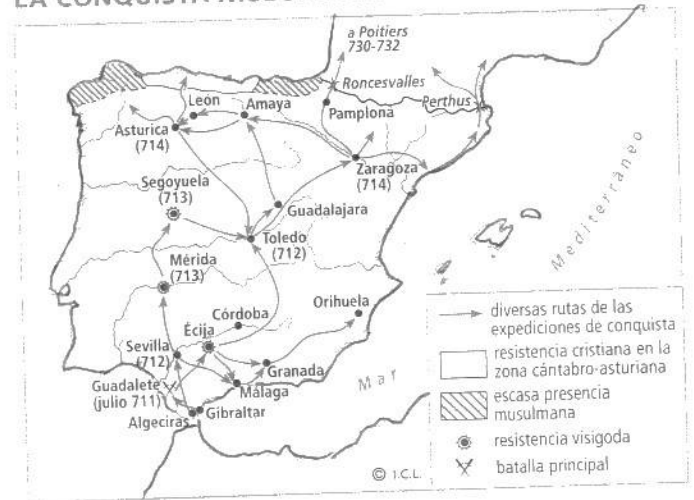 LA CONQUISTA
a Poitiers
730-732
Roncesvalles
León
Amaya
Pamplona
Perthus
Asturica
(714)
Zaragoza
(714)
Segoyuela
(713)
Guadalajara
Toledo
(712)
Mediterráneo
Mérida
(713)
Córdoba
Orihuela
Écija
Sevilla
(712)
Granada
Guadalete
(julio 711)
Málaga
Mar
Algeciras
Gibraltar
diversas rutas de las
expediciones de conquista
resistencia cristiana en la
zona cántabro-asturiana
escasa presencia
musulmana
resistencia visigoda
batalla principal
© I.C.L.